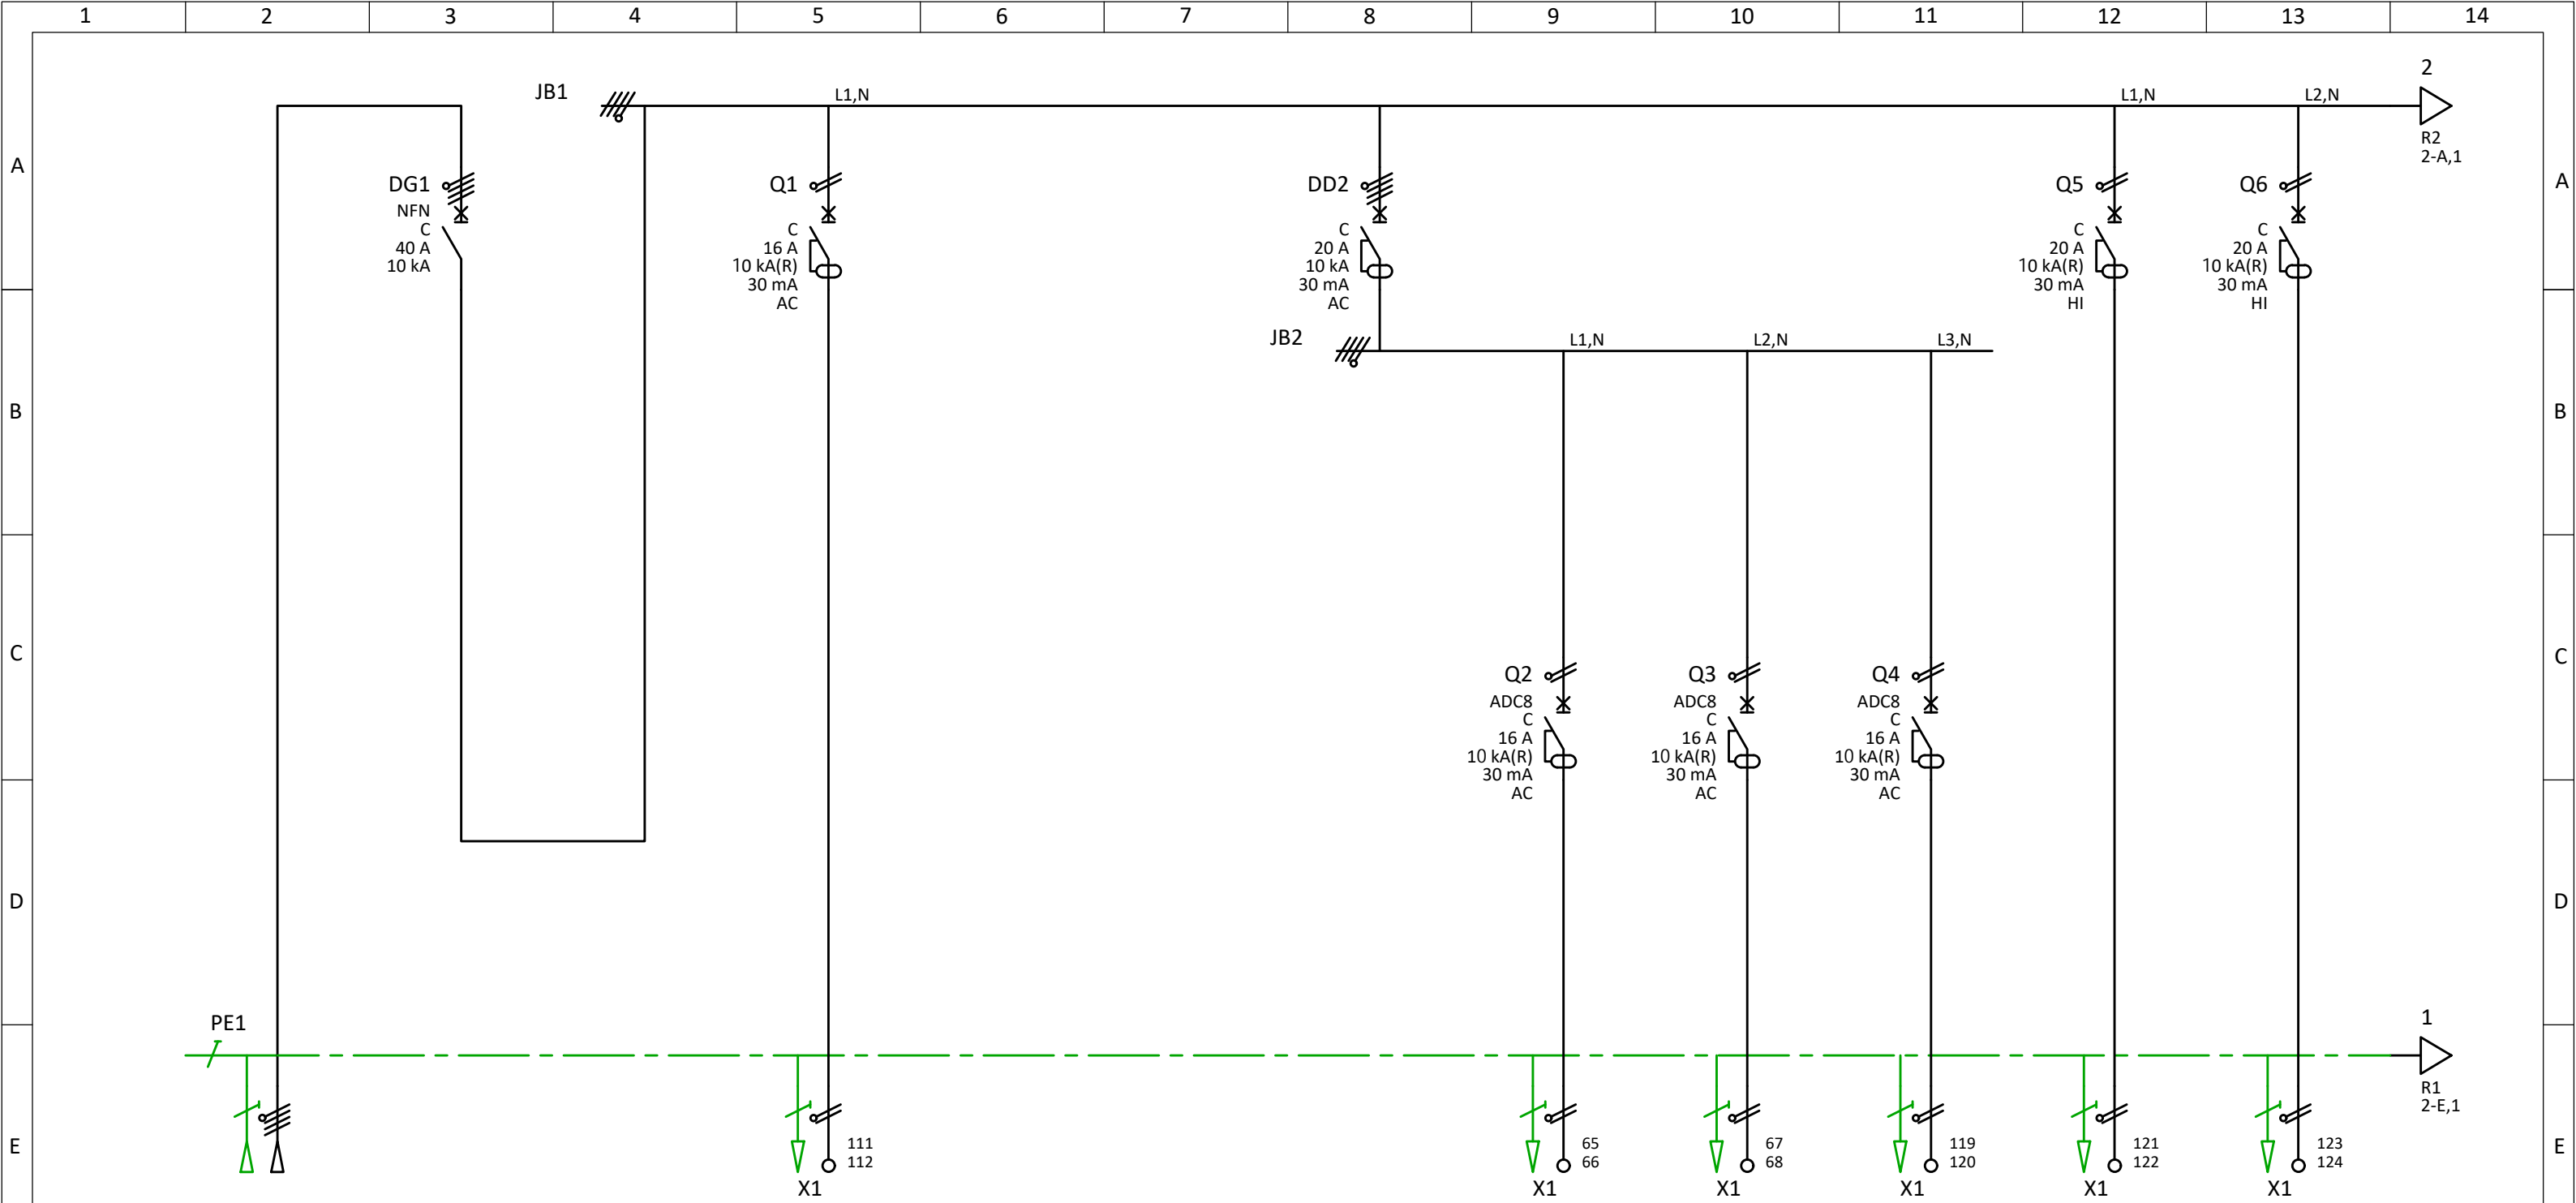 1 2 3 4 5 6 7 8 9 10 11 12 13 14
2
JB1 L1,N L1,N L2,N
R2
2-A,1
A A
DG1 Q1 DD2 Q5 Q6
NFN
C
40 A
10 kA
C
16 A
10 kA(R)
30 mA
AC
C
20 A
10 kA
30 mA
AC
C
20 A
10 kA(R)
30 mA
HI
C
20 A
10 kA(R)
30 mA
HI
JB2 L1,N L2,N L3,N
B B
C C
Q2
ADC8
C
16 A
10 kA(R)
30 mA
AC
Q3
ADC8
C
16 A
10 kA(R)
30 mA
AC
Q4
ADC8
C
16 A
10 kA(R)
30 mA
AC
D D
PE1 1
R1
2-E,1
E E
111
112
X1
65
66
X1
67
68
X1
119
120
X1
121
122
X1
123
124
X1